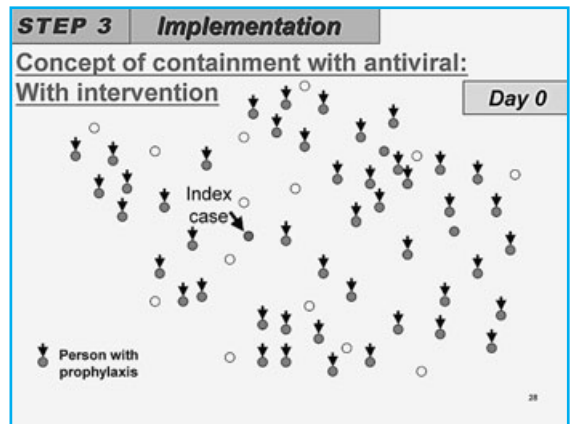 STEP 3 Implementation
Concept of containment with antiviral:
With intervention
Day 0
Index
case
Person with
prophylaxis
28